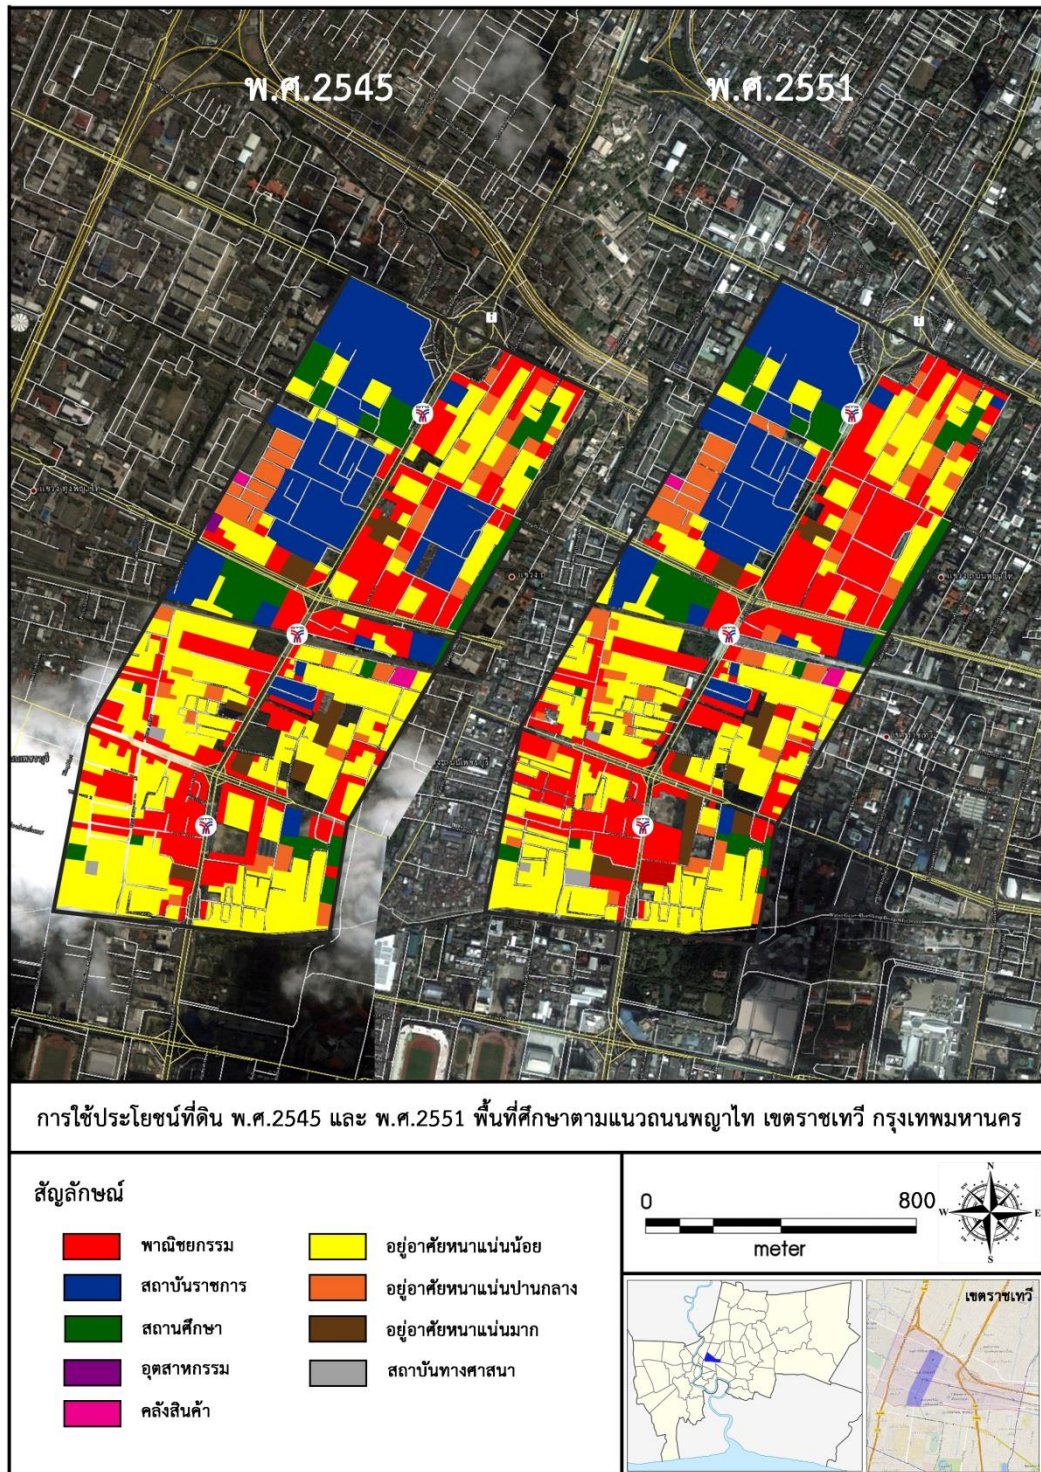 พ.ศ.2545
พ.ศ.2551
การใช้ประโยชน์ที่ดิน พ.ศ.2545 และ พ.ศ.2551 พื้นที่ศึกษาตามแนวถนนพญาไท เขตราชเทวี กรุงเทพมหานคร
สัญลักษณ์
พาณิชยกรรม
สถาบันราชการ
สถานศึกษา
อุตสาหกรรม
คลังสินค้า
อยู่อาศัยหนาแน่นน้อย
อยู่อาศัยหนาแน่นปานกลาง
อยู่อาศัยหนาแน่นมาก
สถาบันทางศาสนา
0 800
meter
N
W E
S
เขตราชเทวี